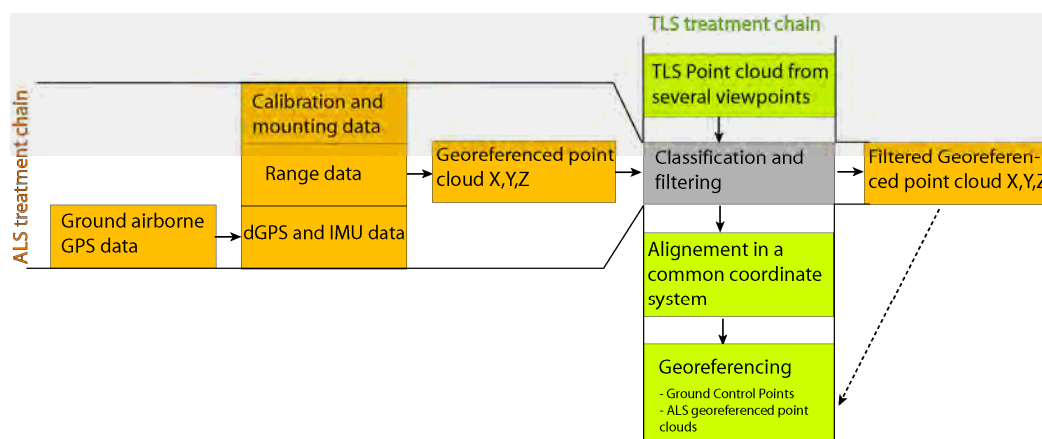 TLS treatment chain
ALS treatment chain
TLS Point cloud from
several viewpoints
Calibration and
mounting data
Range data
dGPS and IMU data
Ground airborne
GPS data
Georeferenced point
cloud X,Y,Z
Classification and
filtering
Filtered Georeferen-
ced point cloud X,Y,Z
Alignement in a
common coordinate
system
Georeferencing
- Ground Control Points
- ALS georeferenced point
clouds